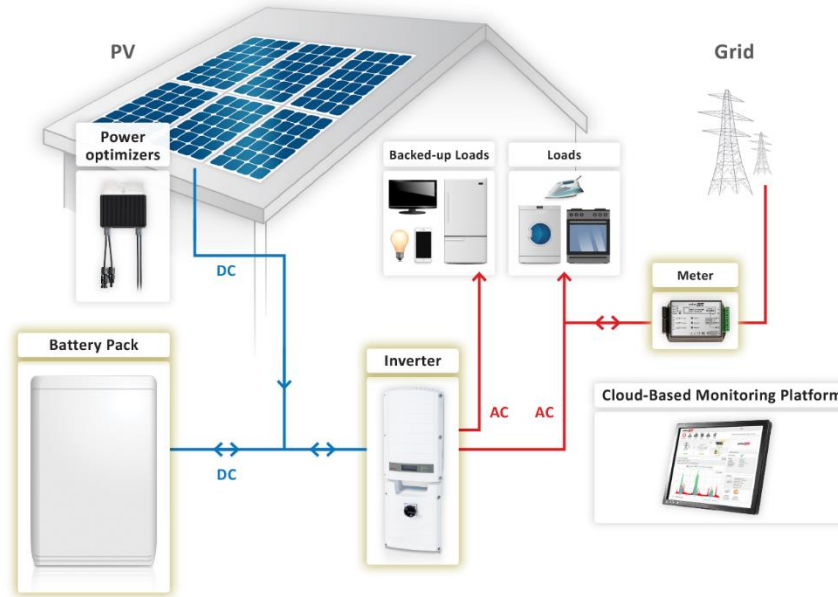 PV
Grid
Power
optimizers
Backed-up Loads
Loads
DC
Meter
Battery Pack
Inverter
AC
AC
Cloud-Based Monitoring Platform
DC